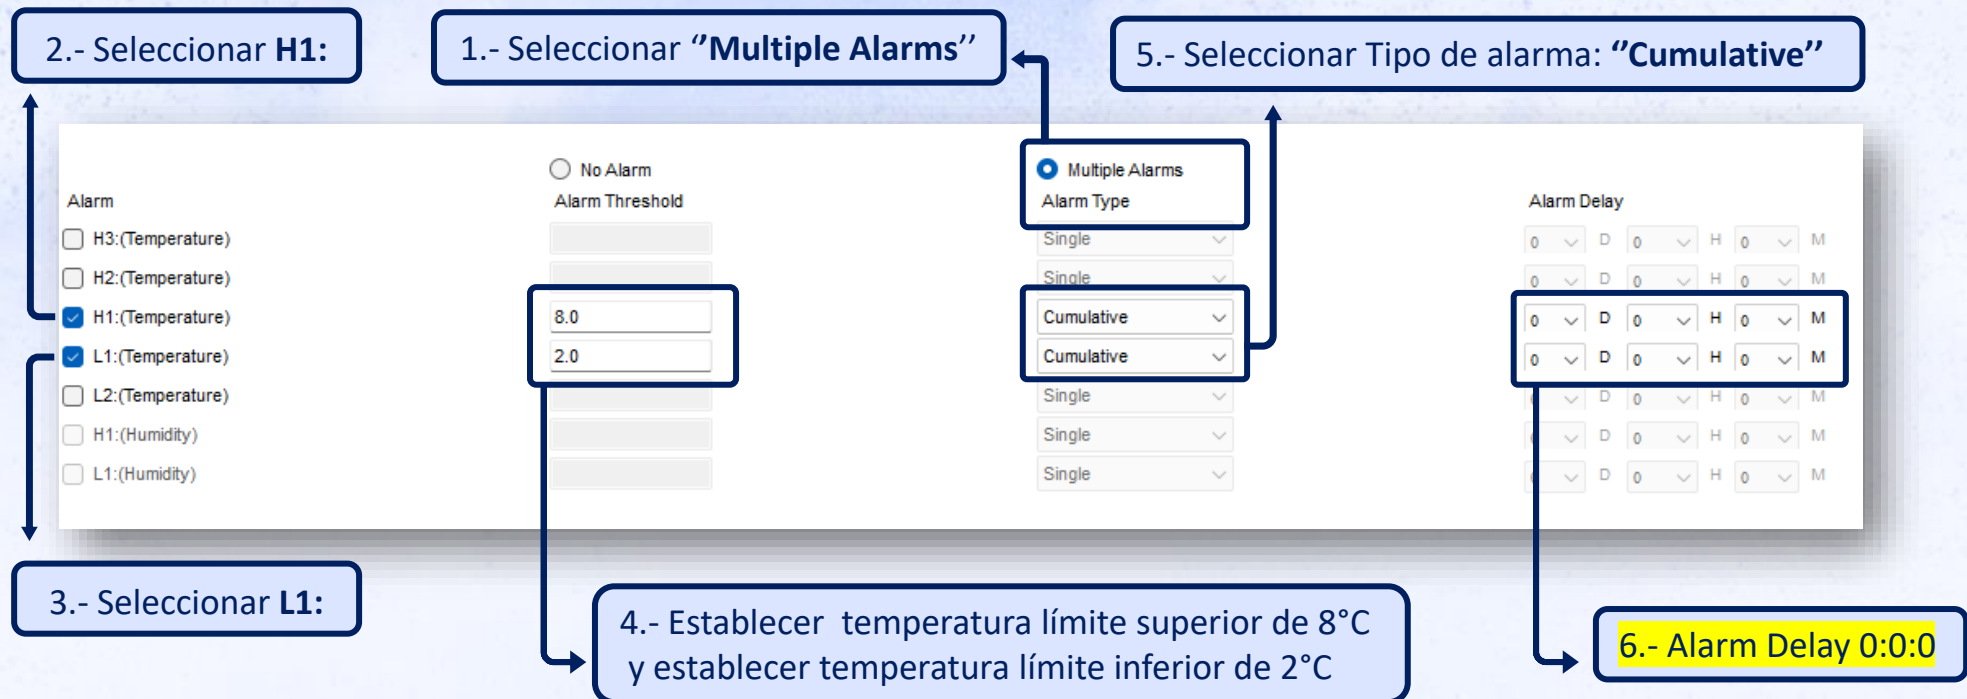 2.- Seleccionar H1:
1.- Seleccionar ‘’Multiple Alarms’’
5.- Seleccionar Tipo de alarma: ‘’Cumulative’’
No Alarm
Multiple Alarms
Alarm
Alarm Threshold
Alarm Type
Alarm Delay
H3:(Temperature) Single 0 D 0 H 0 M
H2:(Temperature) Single 0 D 0 H 0 M
H1:(Temperature) 8.0 Cumulative 0 D 0 H 0 M
L1:(Temperature) 2.0 Cumulative 0 D 0 H 0 M
L2:(Temperature) Single D 0 H 0 M
H1:(Humidity) Single D 0 H 0 M
L1:(Humidity) Single D 0 H 0 M
3.- Seleccionar L1:
4.- Establecer temperatura límite superior de 8°C
y establecer temperatura límite inferior de 2°C
6.- Alarm Delay 0:0:0